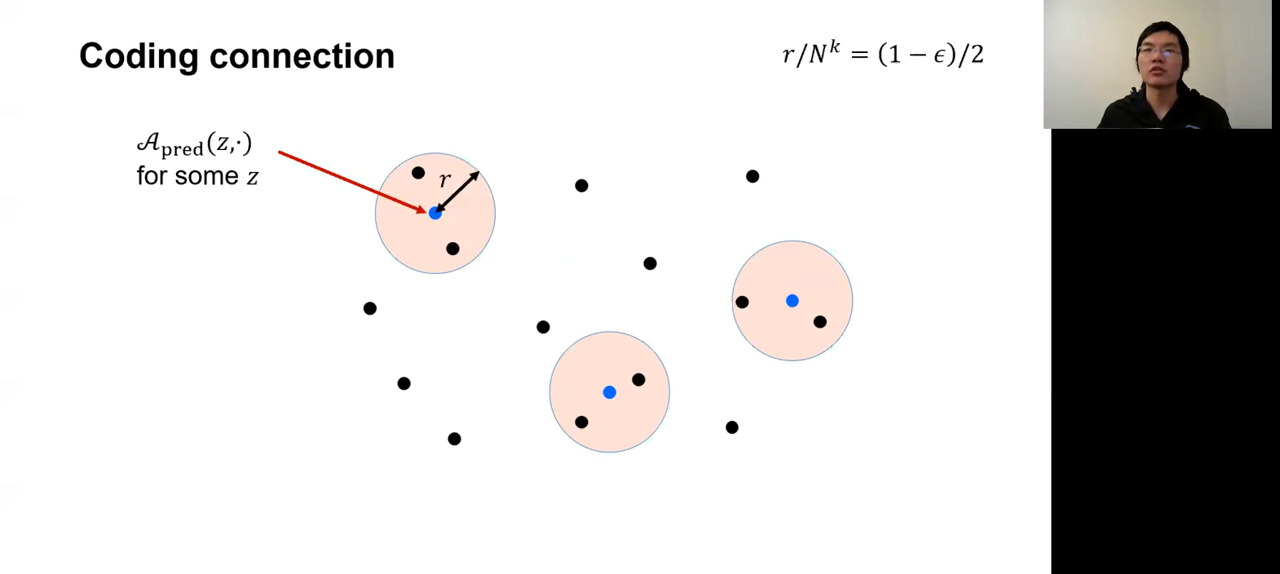 Coding connection
r/N^k = (1 − ϵ)/2
𝒜_pred(z,·)
for some z
r